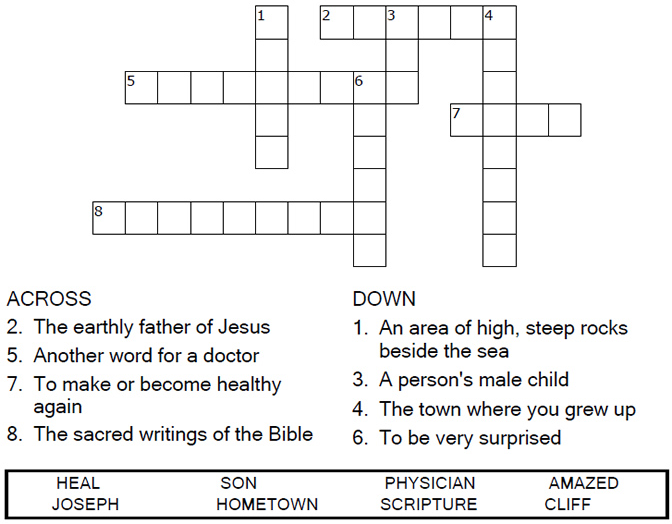 1 2 3 4
5 6
7
8
ACROSS
2. The earthly father of Jesus
5. Another word for a doctor
7. To make or become healthy
again
8. The sacred writings of the Bible
DOWN
1. An area of high, steep rocks
beside the sea
3. A person's male child
4. The town where you grew up
6. To be very surprised
HEAL SON PHYSICIAN AMAZED
JOSEPH HOMETOWN SCRIPTURE CLIFF